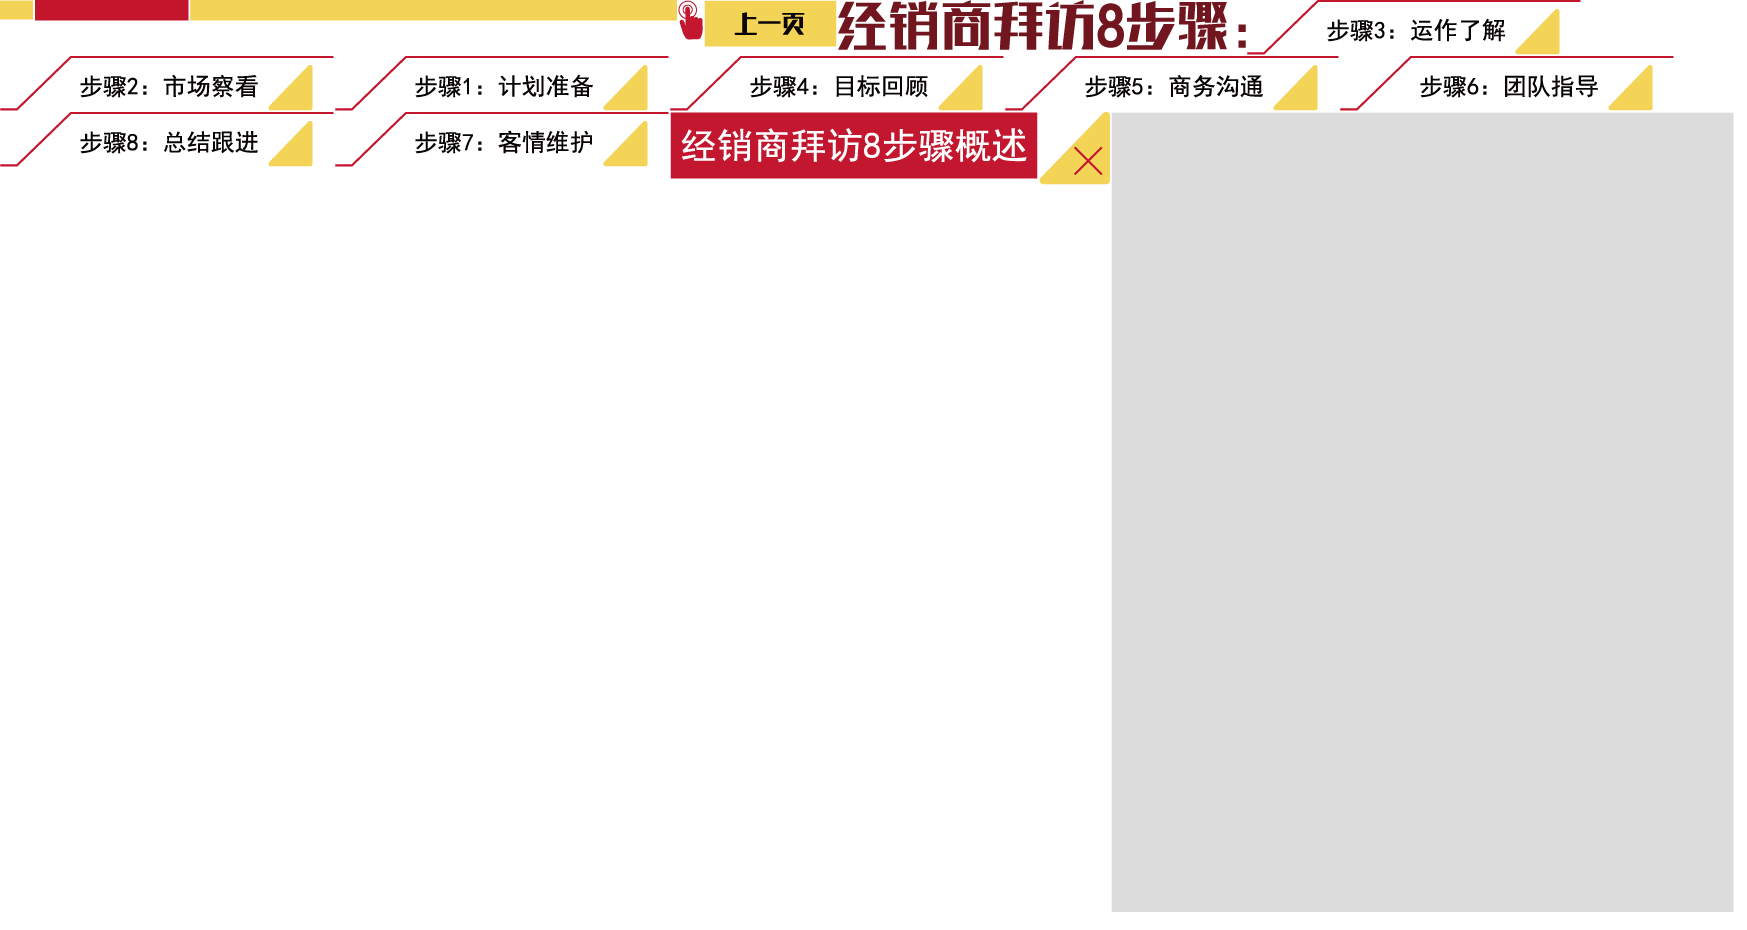 上一页
经销商拜访8步骤：
步骤3：运作了解
步骤2：市场察看
步骤1：计划准备
步骤4：目标回顾
步骤5：商务沟通
步骤6：团队指导
步骤8：总结跟进
步骤7：客情维护
经销商拜访8步骤概述